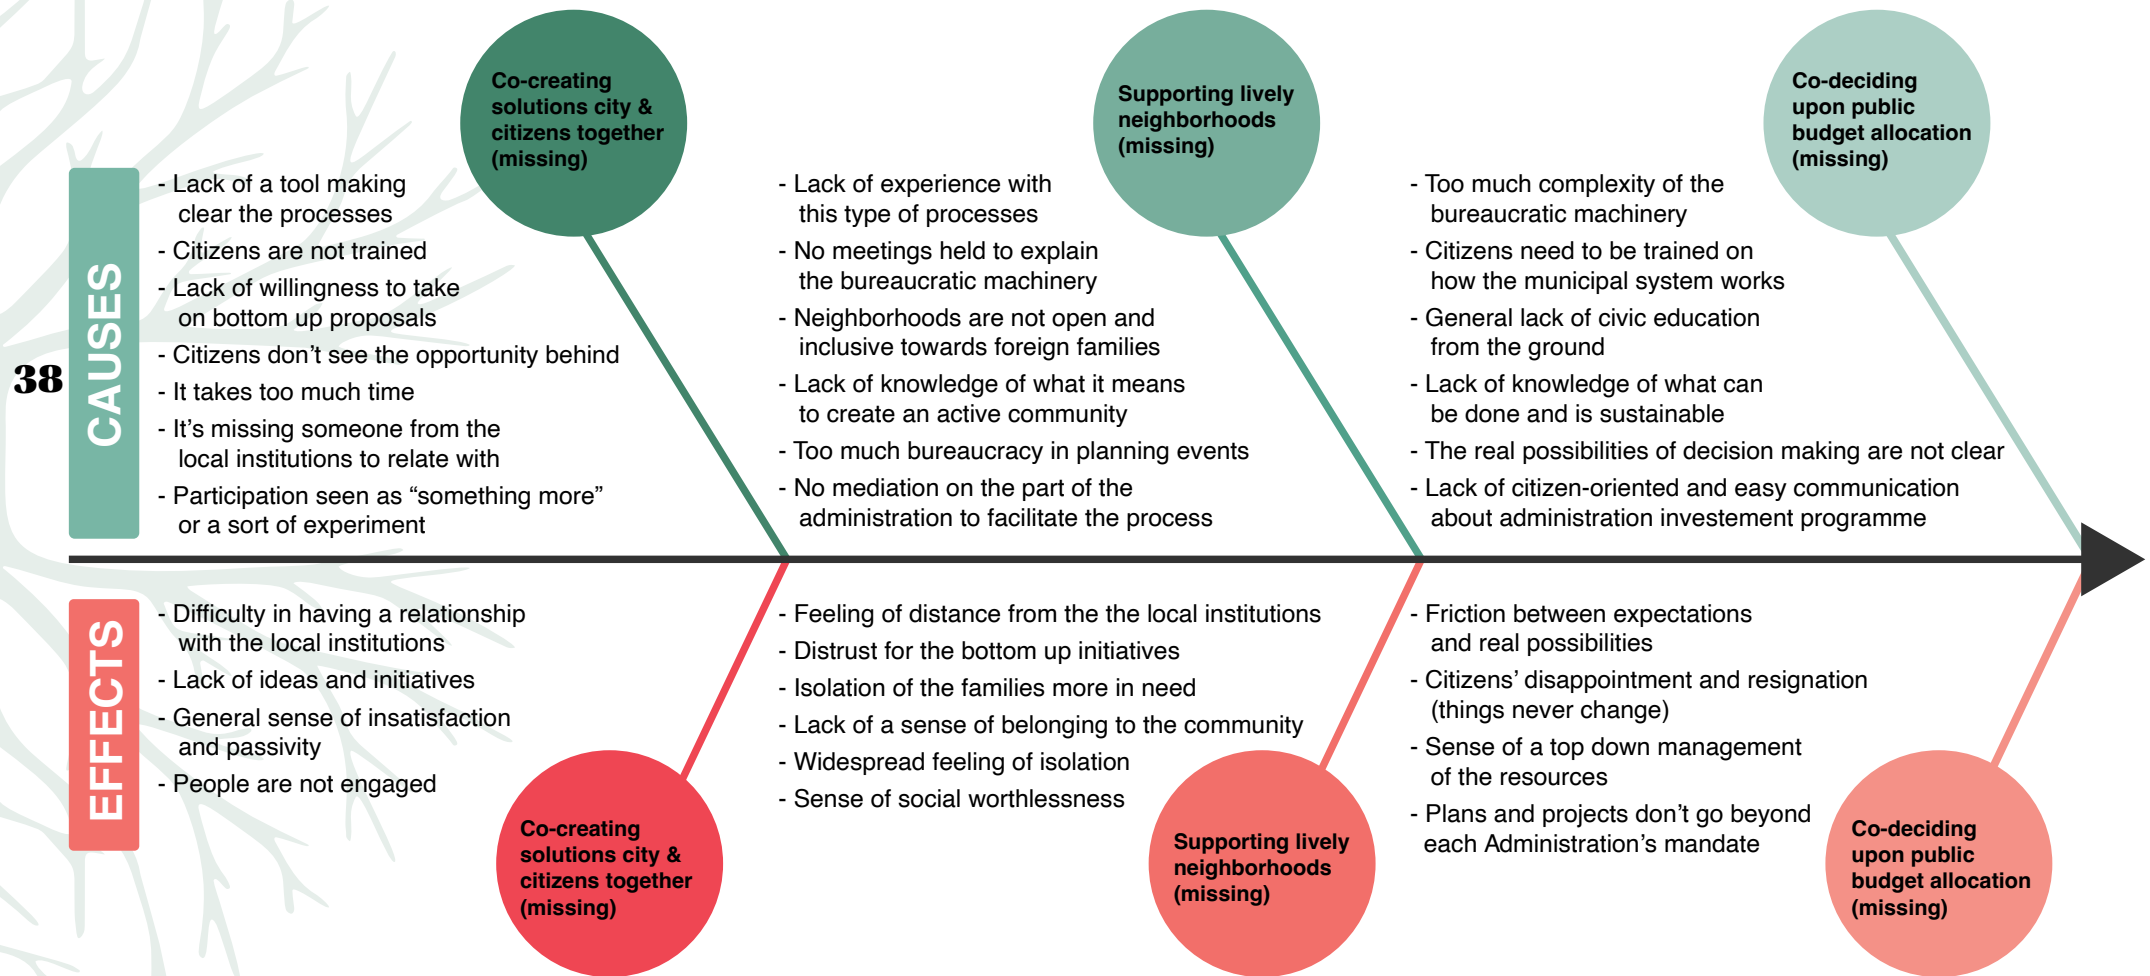 Co-creating
solutions city &
citizens together
(missing)
Supporting lively
neighborhoods
(missing)
Co-deciding
upon public
budget allocation
(missing)
38
CAUSES
- Lack of a tool making
clear the processes
- Citizens are not trained
- Lack of willingness to take
on bottom up proposals
- Citizens don’t see the opportunity behind
- It takes too much time
- It’s missing someone from the
local institutions to relate with
- Participation seen as “something more”
or a sort of experiment
- Lack of experience with
this type of processes
- No meetings held to explain
the bureaucratic machinery
- Neighborhoods are not open and
inclusive towards foreign families
- Lack of knowledge of what it means
to create an active community
- Too much bureaucracy in planning events
- No mediation on the part of the
administration to facilitate the process
- Too much complexity of the
bureaucratic machinery
- Citizens need to be trained on
how the municipal system works
- General lack of civic education
from the ground
- Lack of knowledge of what can
be done and is sustainable
- The real possibilities of decision making are not clear
- Lack of citizen-oriented and easy communication
about administration investement programme
EFFECTS
- Difficulty in having a relationship
with the local institutions
- Lack of ideas and initiatives
- General sense of insatisfaction
and passivity
- People are not engaged
- Feeling of distance from the the local institutions
- Distrust for the bottom up initiatives
- Isolation of the families more in need
- Lack of a sense of belonging to the community
- Widespread feeling of isolation
- Sense of social worthlessness
- Friction between expectations
and real possibilities
- Citizens’ disappointment and resignation
(things never change)
- Sense of a top down management
of the resources
- Plans and projects don’t go beyond
each Administration’s mandate
Co-creating
solutions city &
citizens together
(missing)
Supporting lively
neighborhoods
(missing)
Co-deciding
upon public
budget allocation
(missing)